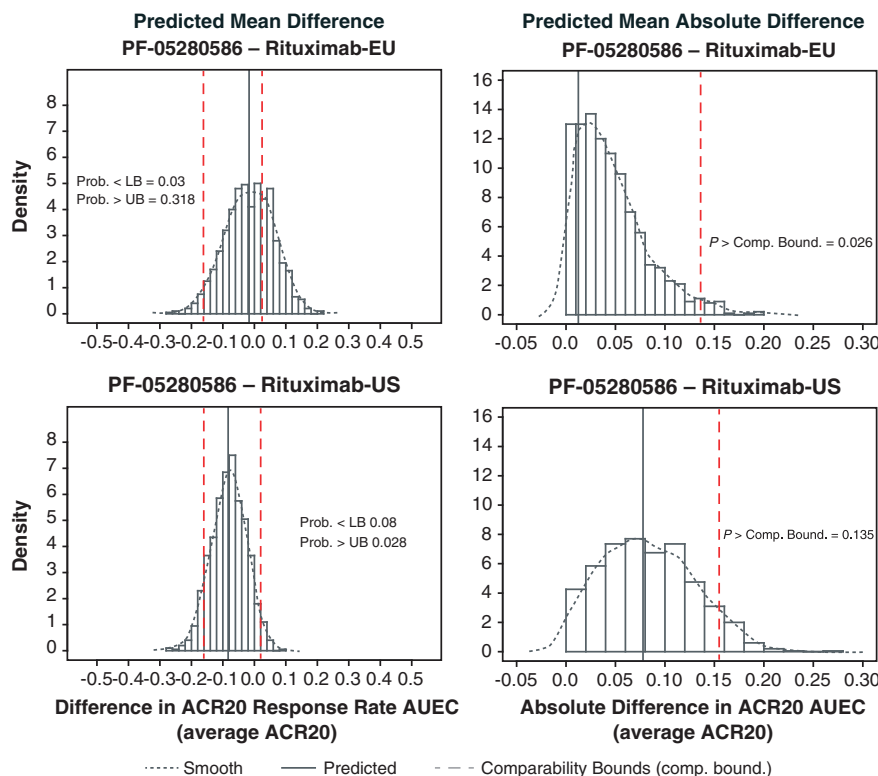 Predicted Mean Difference
PF-05280586 – Rituximab-EU
Predicted Mean Absolute Difference
PF-05280586 – Rituximab-EU
Density
8
7
6
5
4
3
2
1
0
Prob. < LB = 0.03
Prob. > UB = 0.318
-0.5-0.4 -0.3 -0.2-0.1 0.0 0.1 0.2 0.3 0.4 0.5
16
14
12
10
8
6
4
2
0
P > Comp. Bound. = 0.026
-0.05 0.0 0.05 0.10 0.15 0.20 0.30
PF-05280586 – Rituximab-US
PF-05280586 – Rituximab-US
Density
8
7
6
5
4
3
2
1
0
Prob. < LB 0.08
Prob. > UB 0.028
-0.5-0.4 -0.3 -0.2-0.1 0.0 0.1 0.2 0.3 0.4 0.5
Difference in ACR20 Response Rate AUEC
(average ACR20)
16
14
12
10
8
6
4
2
0
P > Comp. Bound. = 0.135
-0.05 0.0 0.05 0.10 0.15 0.20 0.30
Absolute Difference in ACR20 AUEC
(average ACR20)
Smooth Predicted Comparability Bounds (comp. bound.)